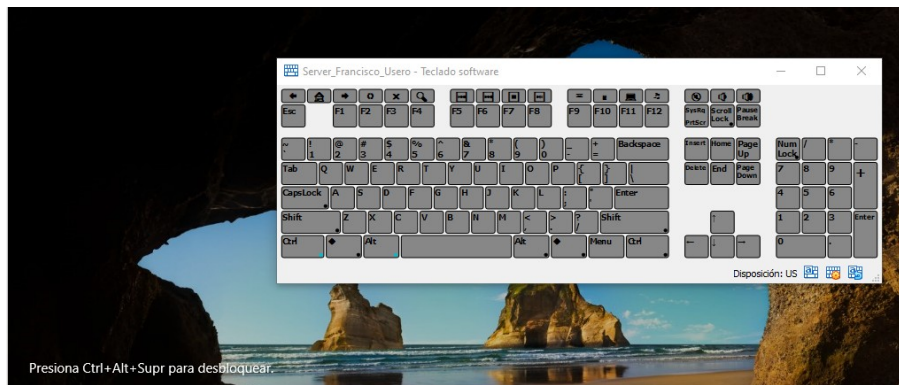 Server_Francisco_Usero - Teclado software
Esc F1 F2 F3 F4 F5 F6 F7 F8 F9 F10 F11 F12 SysRq PrtScr Scroll Lock Pause Break
~ ` ! 1 @ 2 # 3 $ 4 % 5 ^ 6 & 7 * 8 ( 9 ) 0 _ - + = Backspace Insert Home Page Up Num Lock / * -
Tab Q W E R T Y U I O P { [ } ] | \ Delete End Page Down 7 8 9 +
CapsLock A S D F G H J K L : ; " ' Enter 4 5 6
Shift Z X C V B N M < , > . ? / Shift ↑ 1 2 3 Enter
Ctrl ◆ Alt Alt ◆ Menu Ctrl ← ↓ → 0 .
Disposición: US
Presiona Ctrl+Alt+Supr para desbloquear.